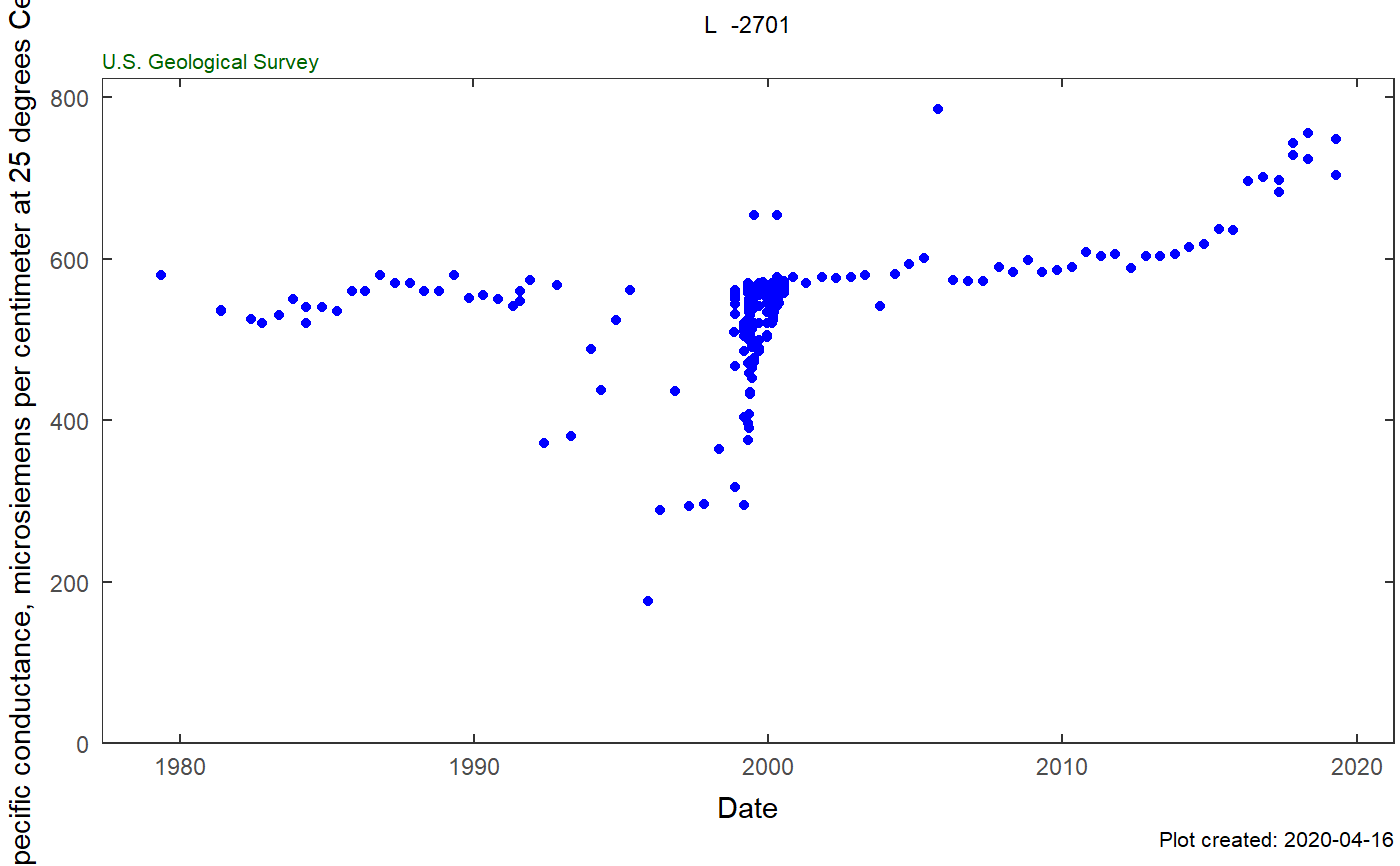 L -2701
U.S. Geological Survey
pecific conductance, microsiemens per centimeter at 25 degrees Ce
800
600
400
200
0
1980 1990 2000 2010 2020
Date
Plot created: 2020-04-16